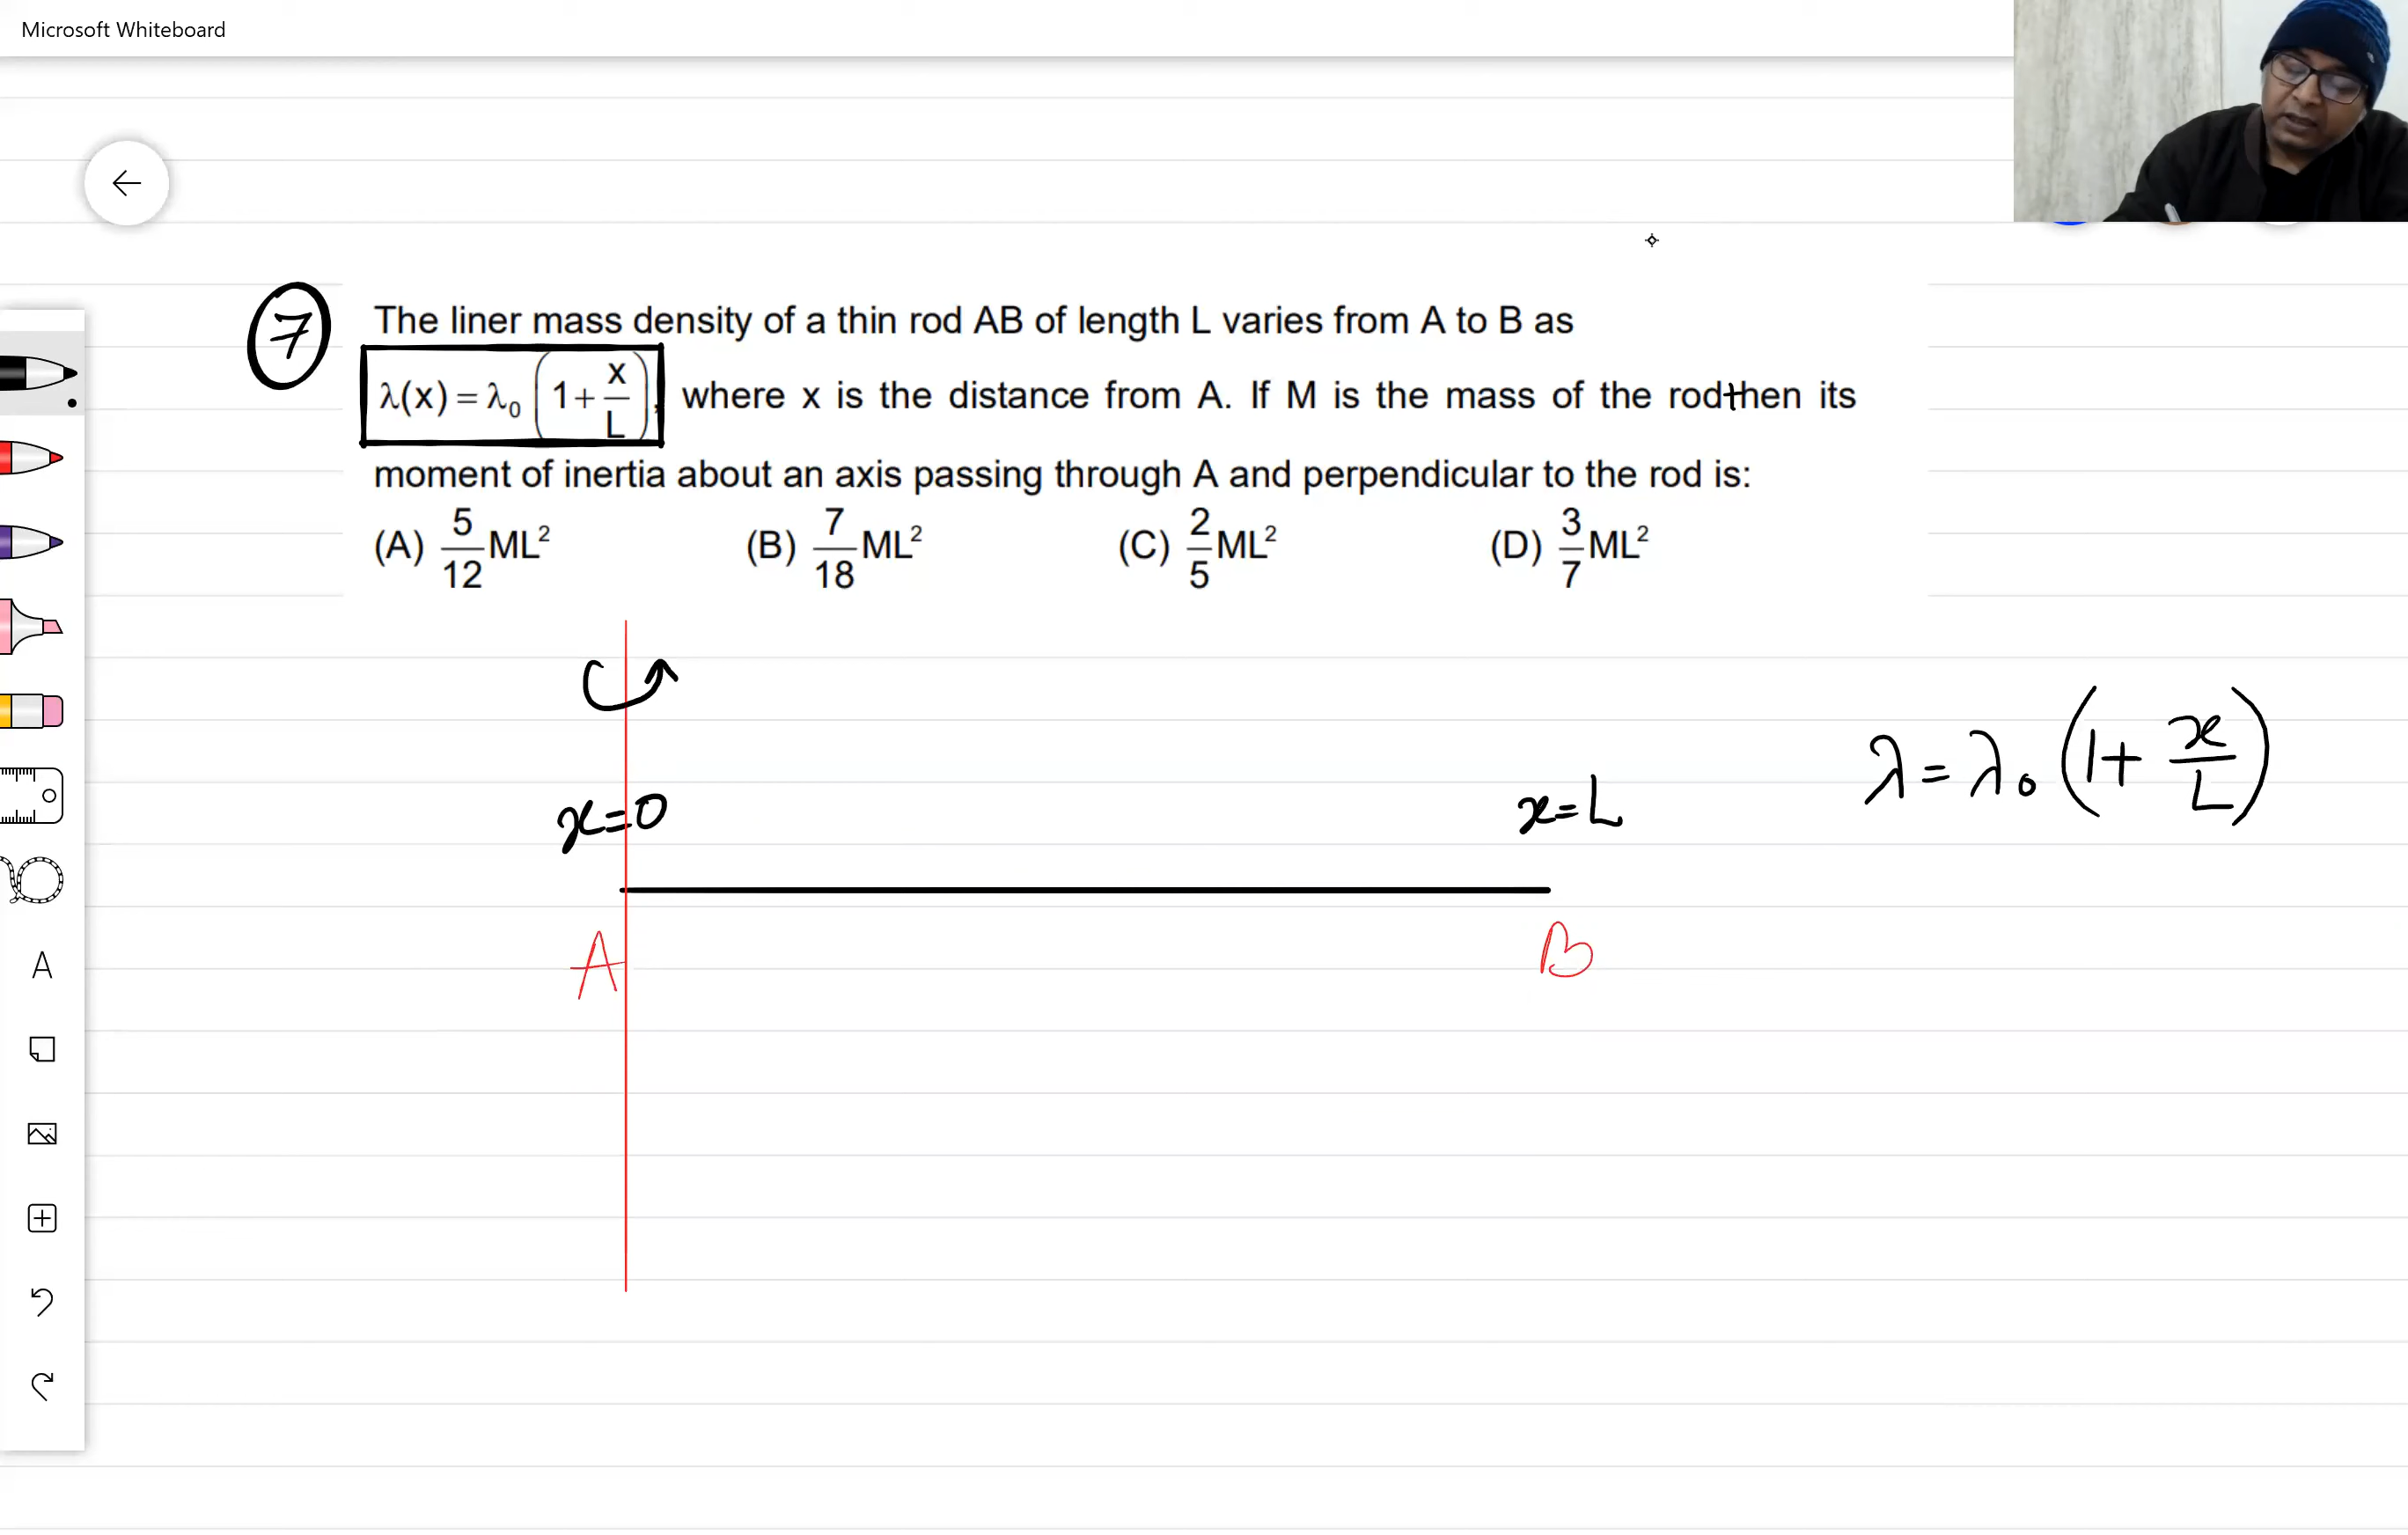 Microsoft Whiteboard
7
The liner mass density of a thin rod AB of length L varies from A to B as
λ(x) = λ₀ (1 + x/L), where x is the distance from A. If M is the mass of the rod then its
moment of inertia about an axis passing through A and perpendicular to the rod is:
(A) 5/12 ML² (B) 7/18 ML² (C) 2/5 ML² (D) 3/7 ML²
λ = λ₀ (1 + x/L)
x=0 x=L
A B
A